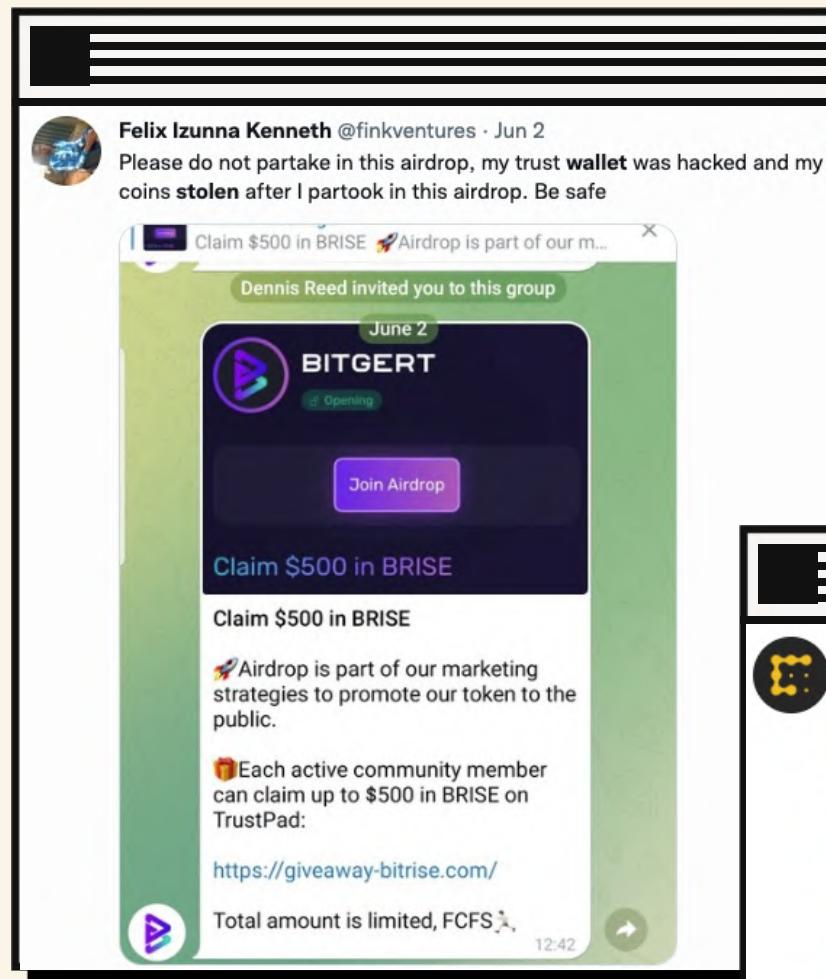 Felix Izunna Kenneth @finkventures · Jun 2
Please do not partake in this airdrop, my trust wallet was hacked and my
coins stolen after I partook in this airdrop. Be safe
Claim $500 in BRISE 🚀Airdrop is part of our m...
Dennis Reed invited you to this group
June 2
BITGERT
Opening
Join Airdrop
Claim $500 in BRISE
Claim $500 in BRISE
🚀Airdrop is part of our marketing
strategies to promote our token to the
public.
🎁Each active community member
can claim up to $500 in BRISE on
TrustPad:
https://giveaway-bitrise.com/
Total amount is limited, FCFS🏃
12:42